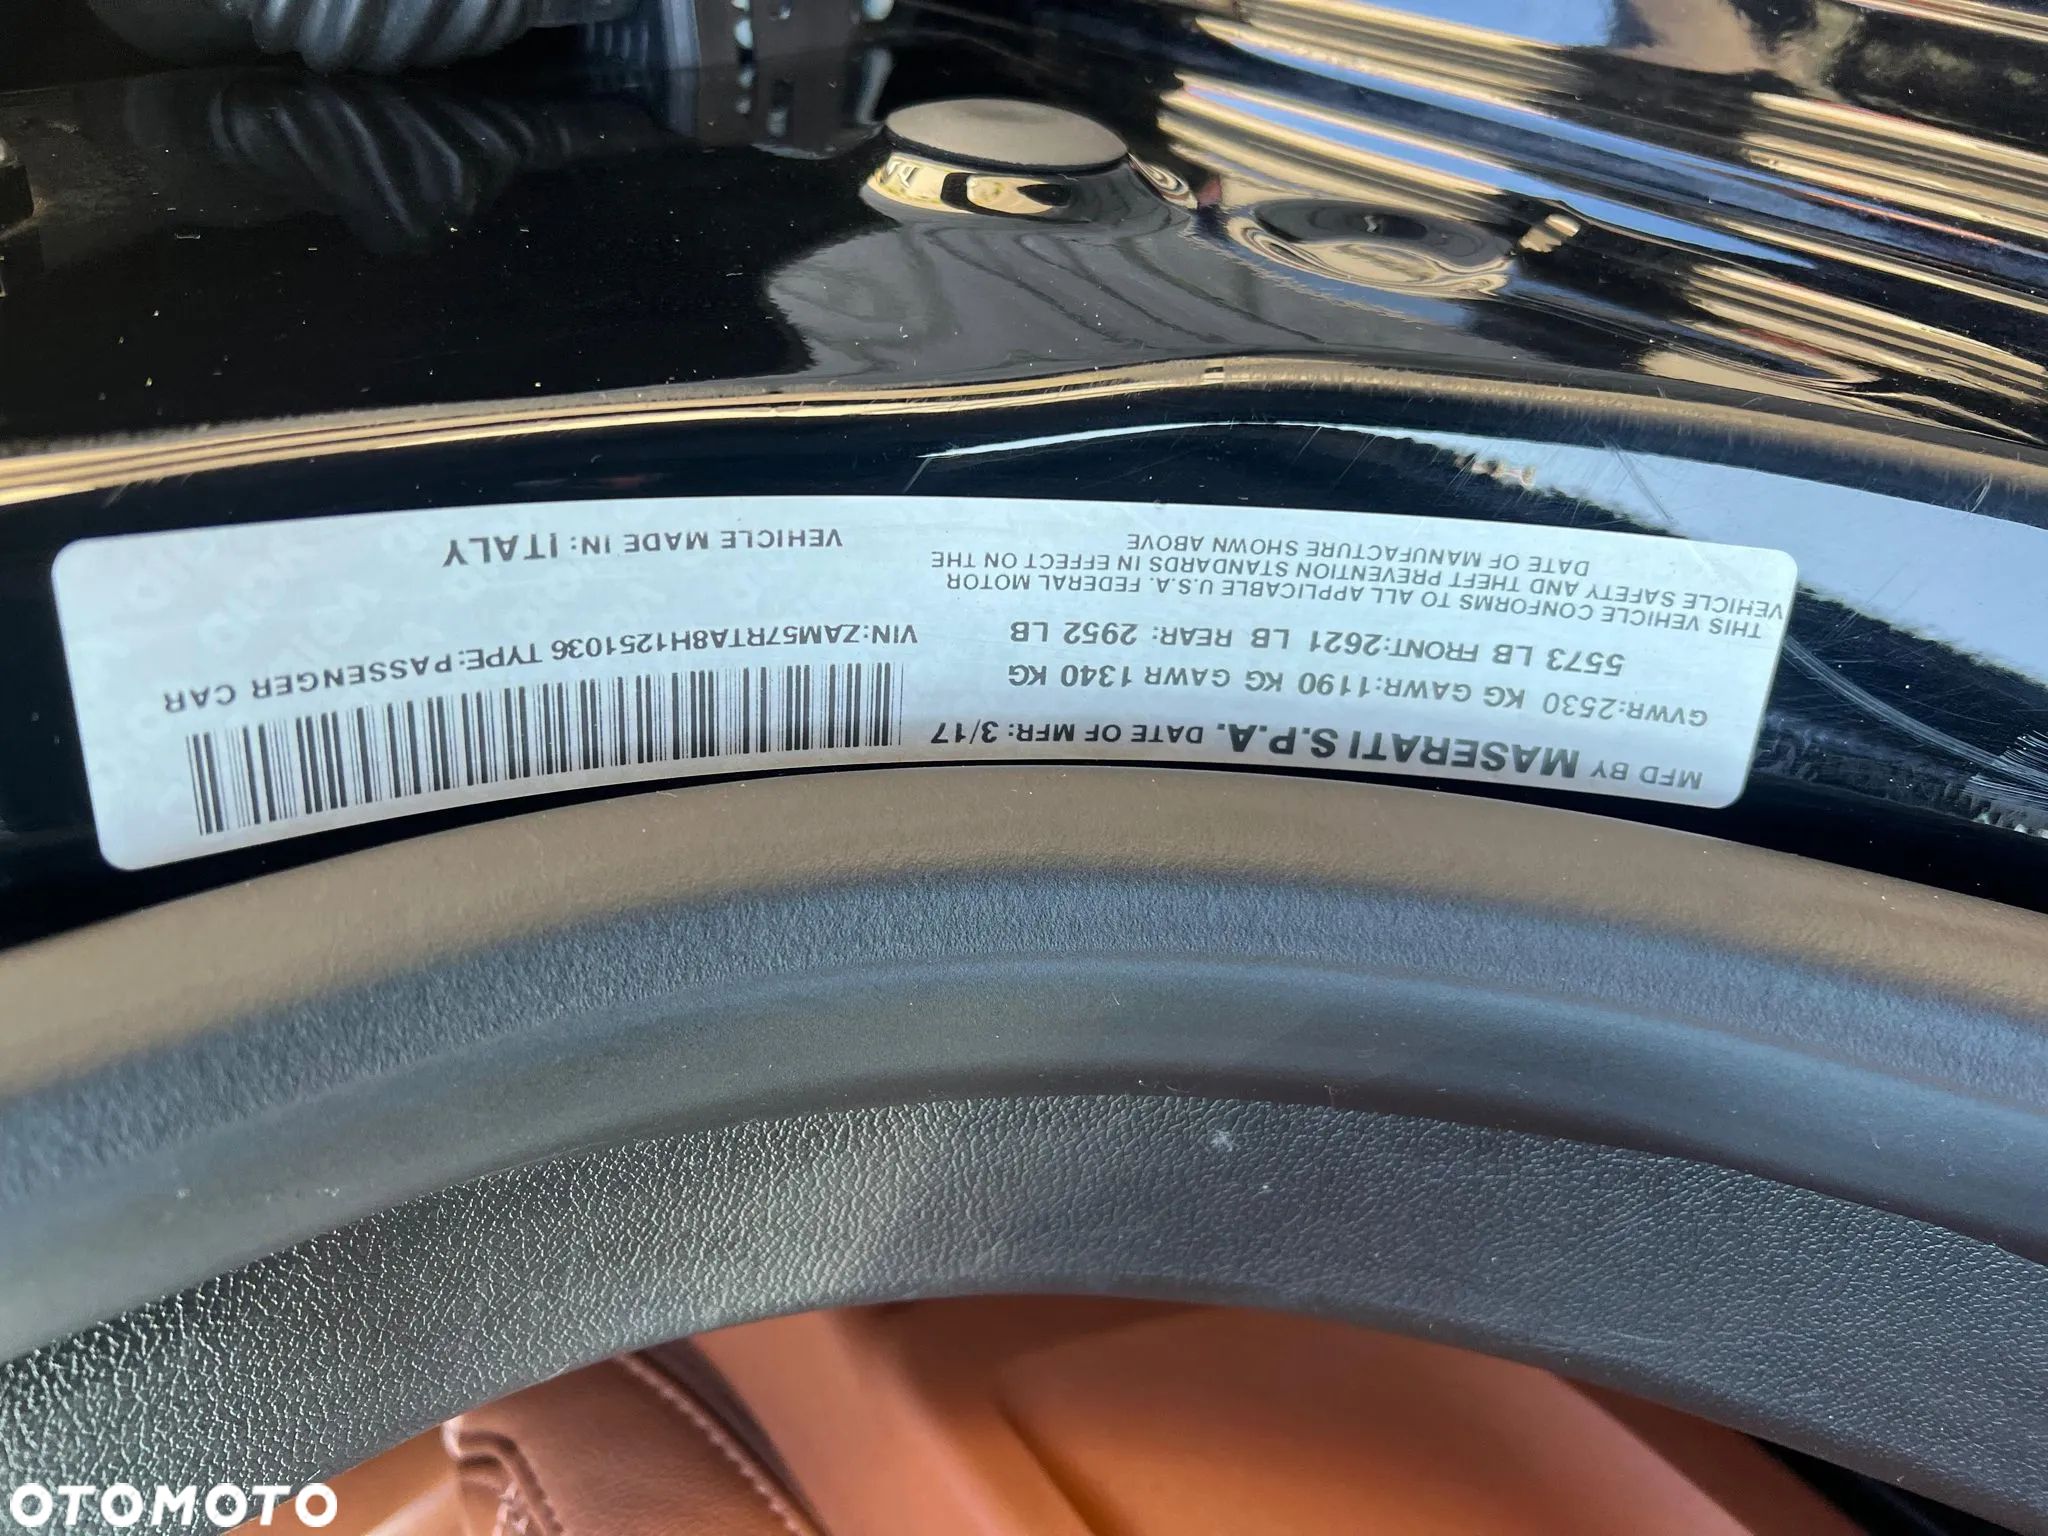 MFD BY MASERATI S.P.A. DATE OF MFR: 3/17
GVWR:2530 KG GAWR:1190 KG GAWR 1340 KG
5573 LB FRONT:2621 LB REAR: 2952 LB
THIS VEHICLE CONFORMS TO ALL APPLICABLE U.S.A. FEDERAL MOTOR
VEHICLE SAFETY AND THEFT PREVENTION STANDARDS IN EFFECT ON THE
DATE OF MANUFACTURE SHOWN ABOVE
VIN:ZAM57RTA8H1251036 TYPE:PASSENGER CAR
VEHICLE MADE IN: ITALY
OTOMOTO